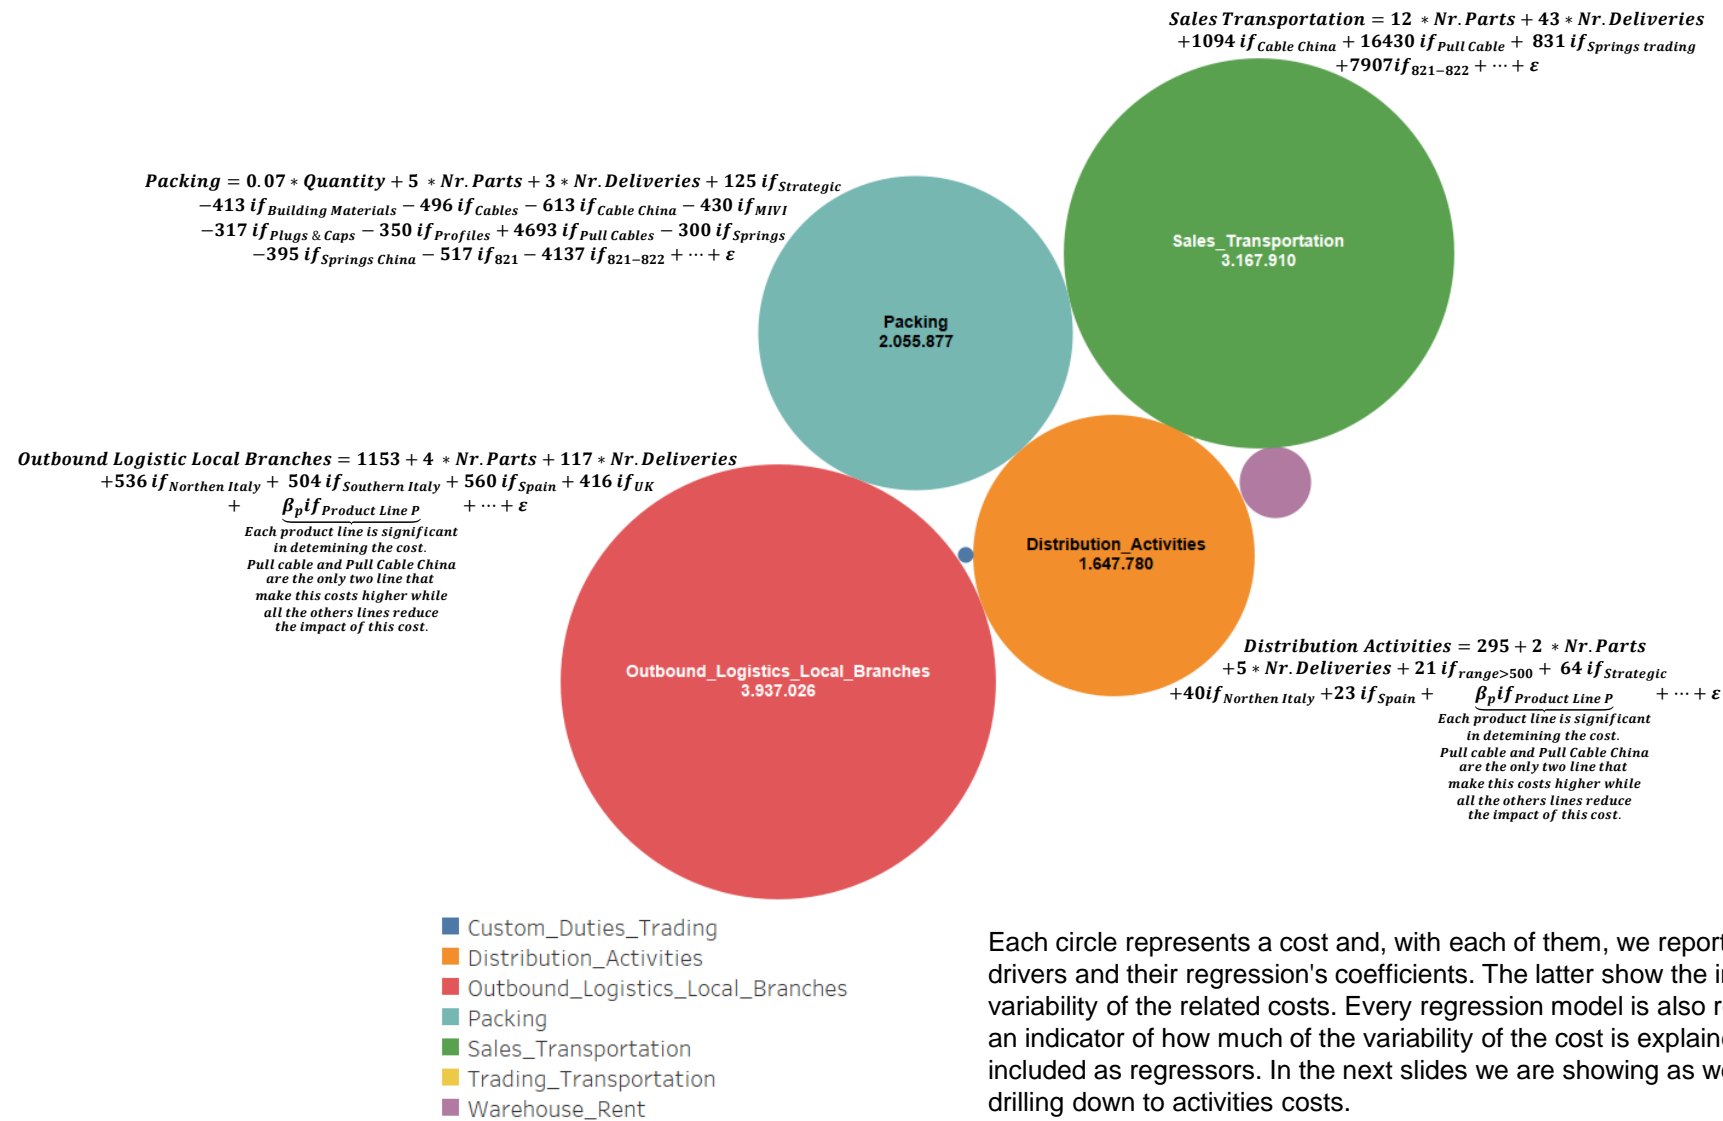 Sales Transportation = 12 * Nr. Parts + 43 * Nr. Deliveries
+1094 if Cable China + 16430 if Pull Cable + 831 if Springs trading
+7907if 821−822 + ⋯ + ε
Packing = 0.07 * Quantity + 5 * Nr. Parts + 3 * Nr. Deliveries + 125 if Strategic
−413 if Building Materials − 496 if Cables − 613 if Cable China − 430 if MIVI
−317 if Plugs & Caps − 350 if Profiles + 4693 if Pull Cables − 300 if Springs
−395 if Springs China − 517 if 821 − 4137 if 821−822 + ⋯ + ε
Sales_Transportation
3.167.910
Packing
2.055.877
Outbound Logistic Local Branches = 1153 + 4 * Nr. Parts + 117 * Nr. Deliveries
+536 if Northen Italy + 504 if Southern Italy + 560 if Spain + 416 if UK
+ βp if Product Line P + ⋯ + ε
Each product line is significant
in detemining the cost.
Pull cable and Pull Cable China
are the only two line that
make this costs higher while
all the others lines reduce
the impact of this cost.
Distribution_Activities
1.647.780
Outbound_Logistics_Local_Branches
3.937.026
Distribution Activities = 295 + 2 * Nr. Parts
+5 * Nr. Deliveries + 21 if range>500 + 64 if Strategic
+40if Northen Italy +23 if Spain + βp if Product Line P + ⋯ + ε
Each product line is significant
in detemining the cost.
Pull cable and Pull Cable China
are the only two line that
make this costs higher while
all the others lines reduce
the impact of this cost.
Custom_Duties_Trading
Distribution_Activities
Outbound_Logistics_Local_Branches
Packing
Sales_Transportation
Trading_Transportation
Warehouse_Rent
Each circle represents a cost and, with each of them, we report
drivers and their regression's coefficients. The latter show the
variability of the related costs. Every regression model is also
an indicator of how much of the variability of the cost is
included as regressors. In the next slides we are showing as
drilling down to activities costs.